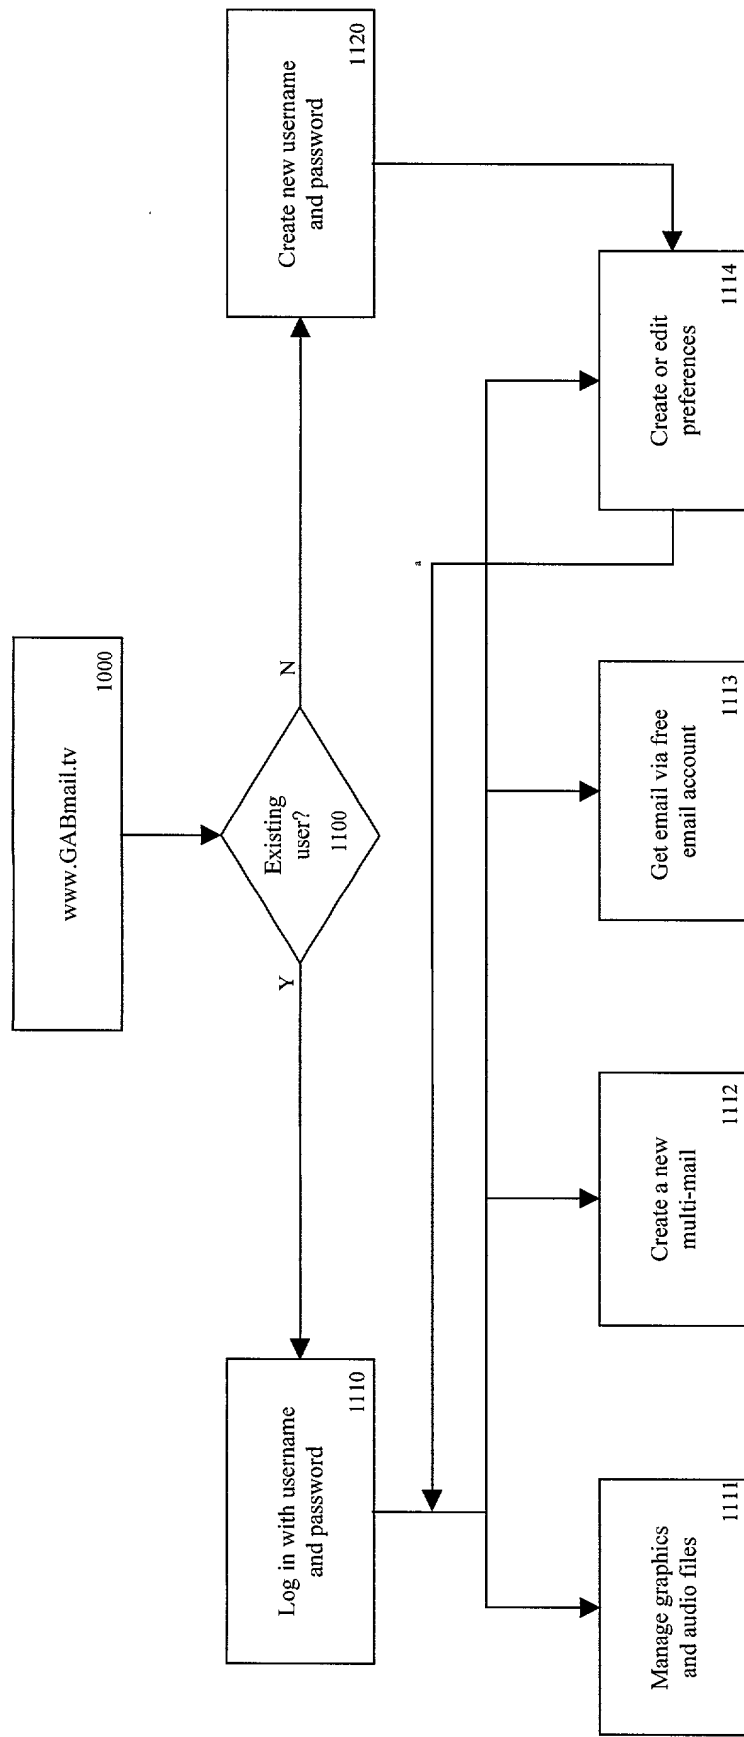 www.GABmail.tv
1000
Existing
user?
1100
Y
N
Log in with username
and password
1110
Create new username
and password
1120
a
Manage graphics
and audio files
1111
Create a new
multi-mail
1112
Get email via free
email account
1113
Create or edit
preferences
1114